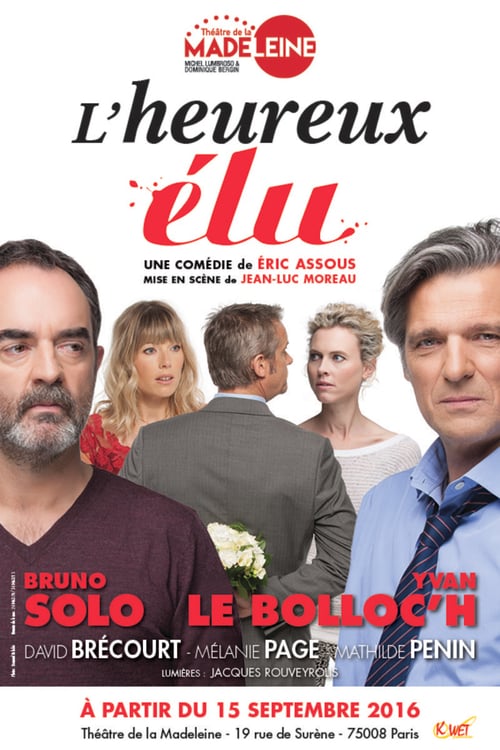 Théâtre de la
MADELEINE
MICHEL LUMBROSO &
DOMINIQUE BERGIN
L'heureux
élu
UNE COMÉDIE de ÉRIC ASSOUS
MISE EN SCÈNE de JEAN-LUC MOREAU
BRUNO
SOLO
YVAN
LE BOLLOC'H
DAVID BRÉCOURT - MÉLANIE PAGE - MATHILDE PENIN
LUMIÈRES : JACQUES ROUVEYROLIS
À PARTIR DU 15 SEPTEMBRE 2016
Théâtre de la Madeleine - 19 rue de Surène - 75008 Paris
KiWET